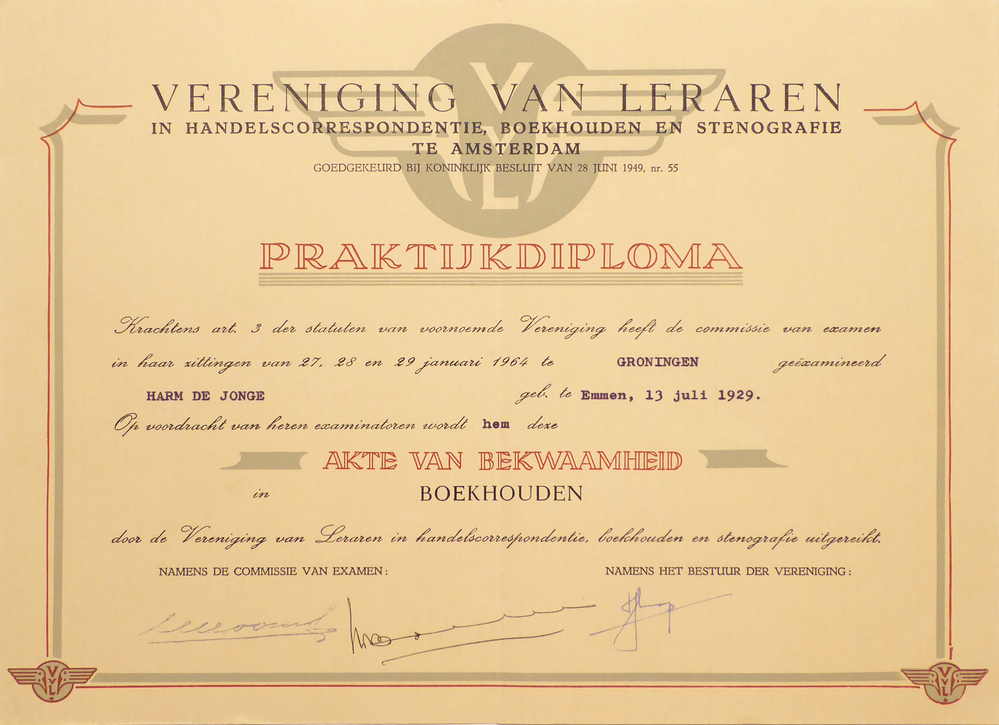 VVL
VERENIGING VAN LERAREN
IN HANDELSCORRESPONDENTIE, BOEKHOUDEN EN STENOGRAFIE
TE AMSTERDAM
GOEDGEKEURD BIJ KONINKLIJK BESLUIT VAN 28 JUNI 1949, nr. 55
PRAKTIJKDIPLOMA
Krachtens art. 3 der statuten van voornoemde Vereniging heeft de commissie van examen
in haar zittingen van 27, 28 en 29 januari 1964 te GRONINGEN geëxamineerd
HARM DE JONGE geb. te Emmen, 13 juli 1929.
Op voordracht van heren examinatoren wordt hem deze
AKTE VAN BEKWAAMHEID
in BOEKHOUDEN
door de Vereniging van Leraren in handelscorrespondentie, boekhouden en stenografie uitgereikt.
NAMENS DE COMMISSIE VAN EXAMEN: NAMENS HET BESTUUR DER VERENIGING:
VVL VVL